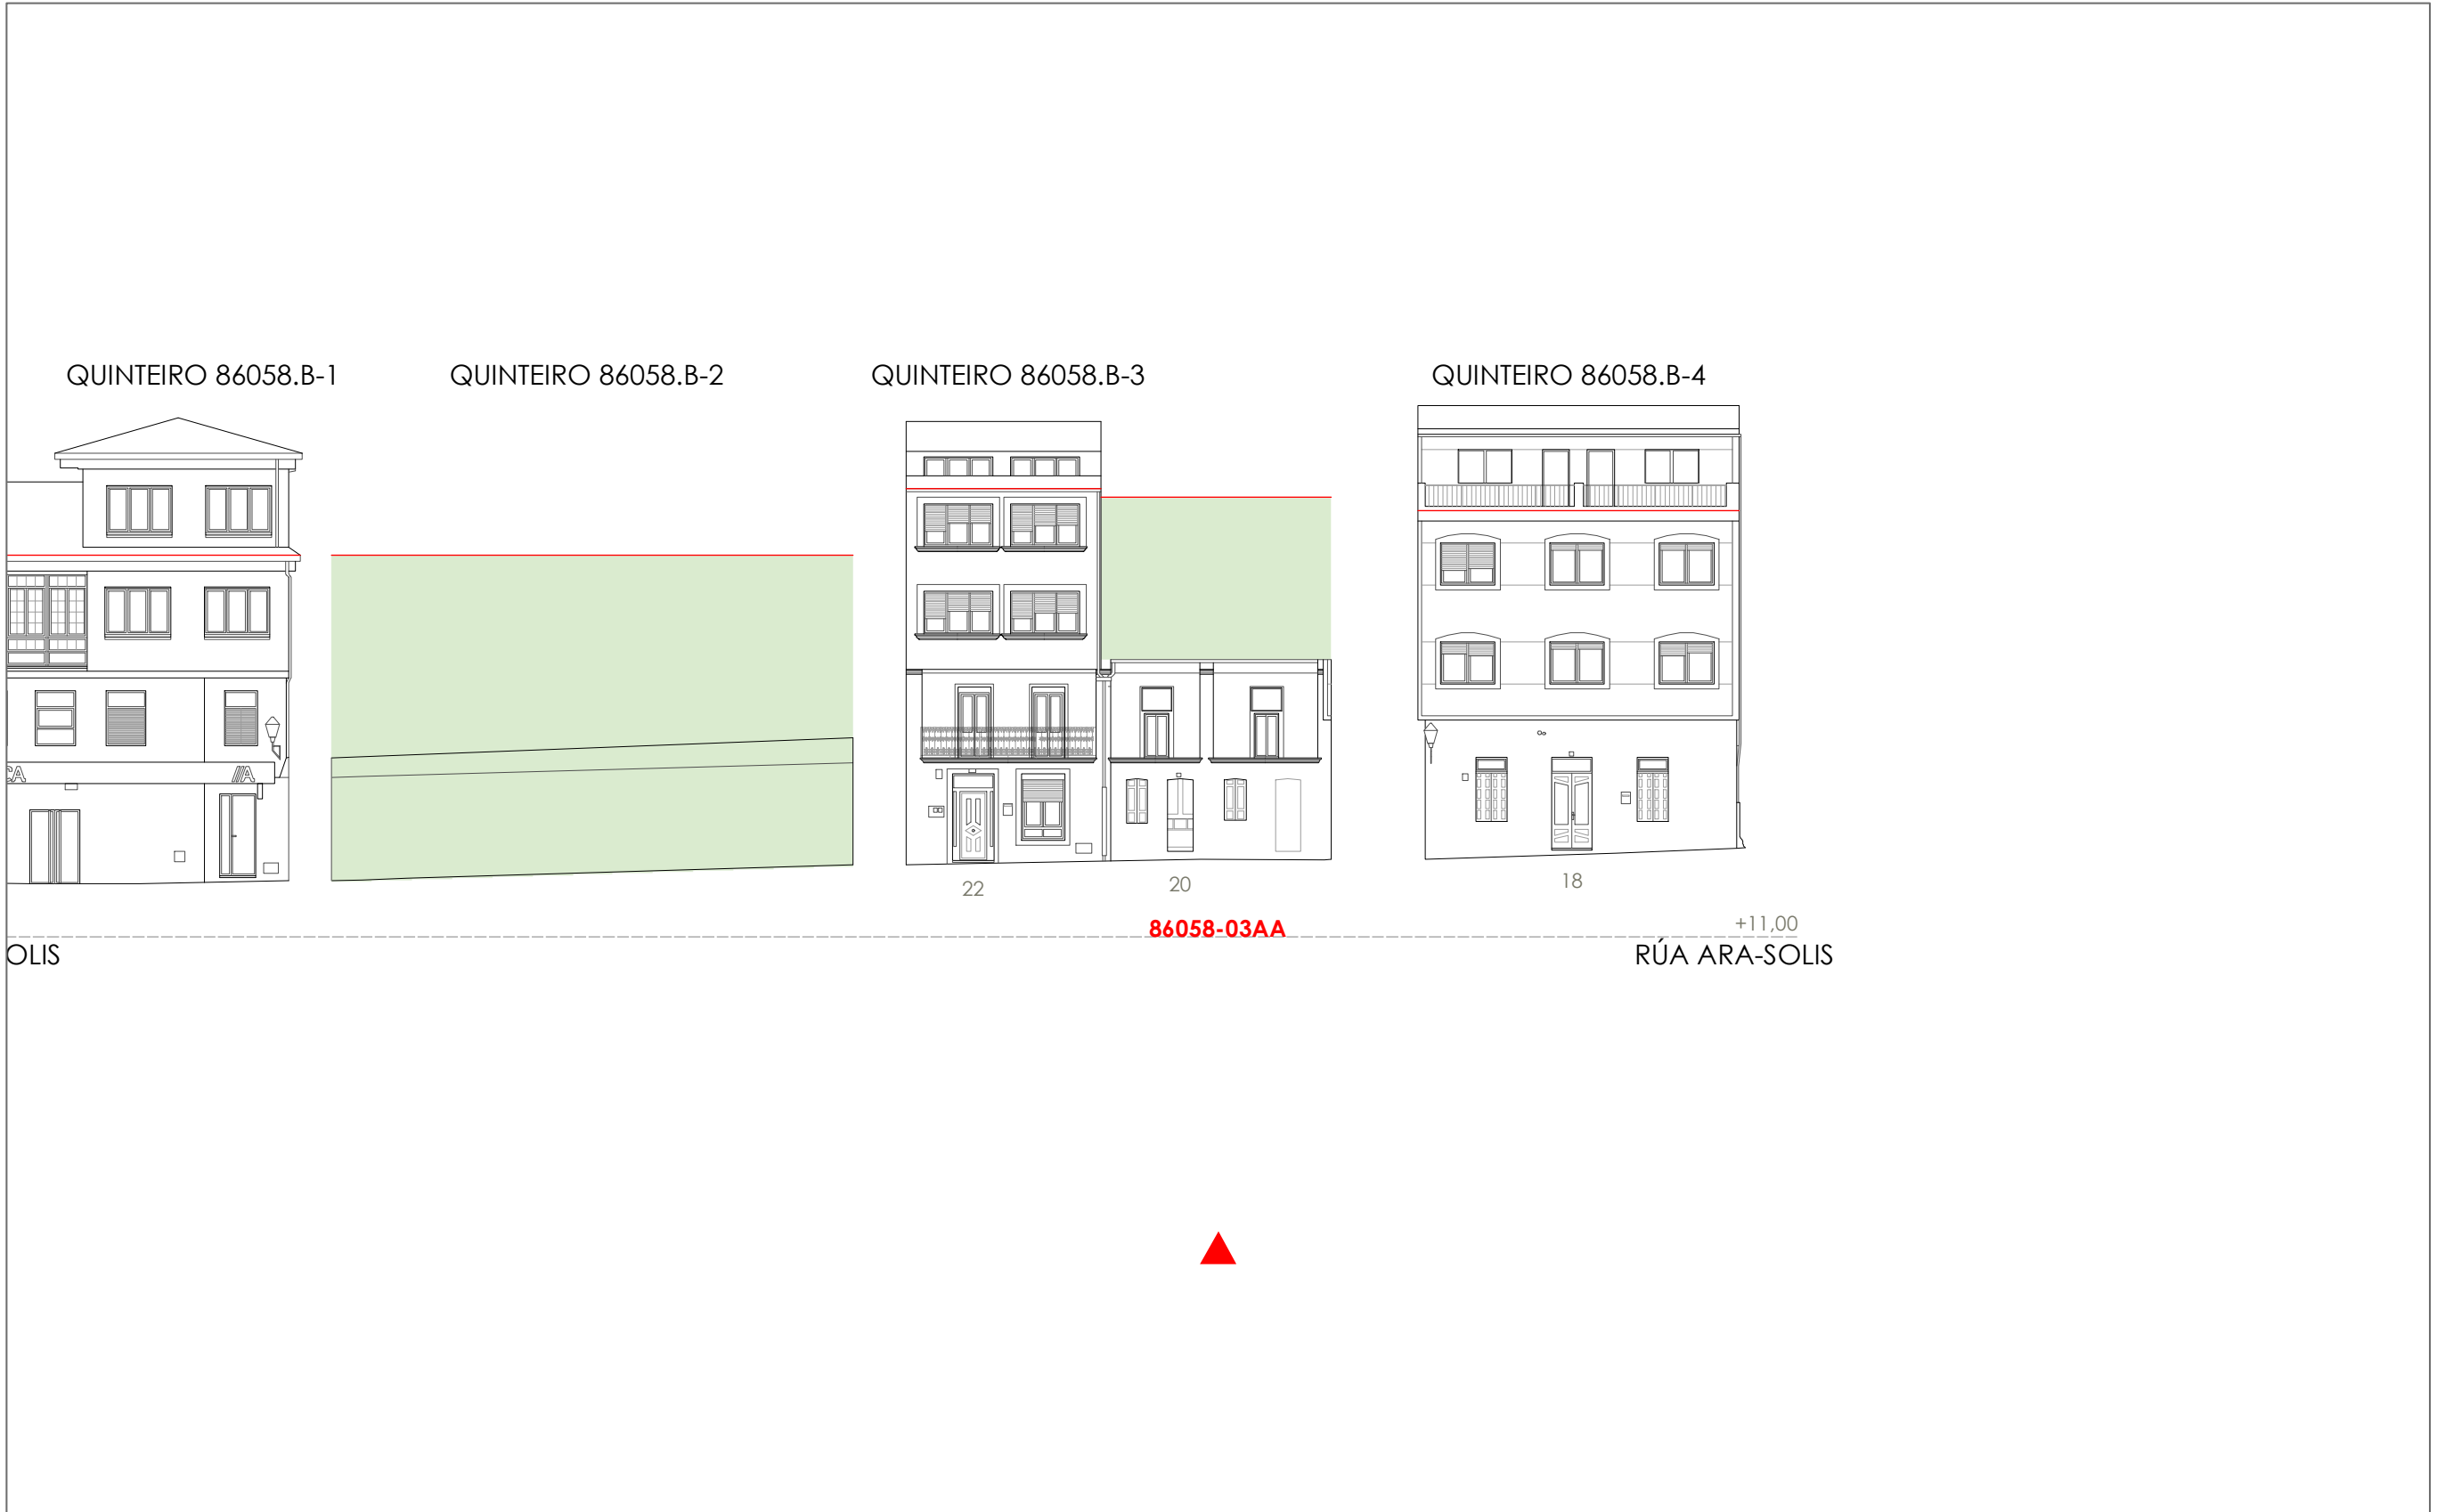 QUINTEIRO 86058.B-1
QUINTEIRO 86058.B-2
QUINTEIRO 86058.B-3
QUINTEIRO 86058.B-4
CA
///A
22
20
18
86058-03AA
+11,00
OLIS
RÚA ARA-SOLIS